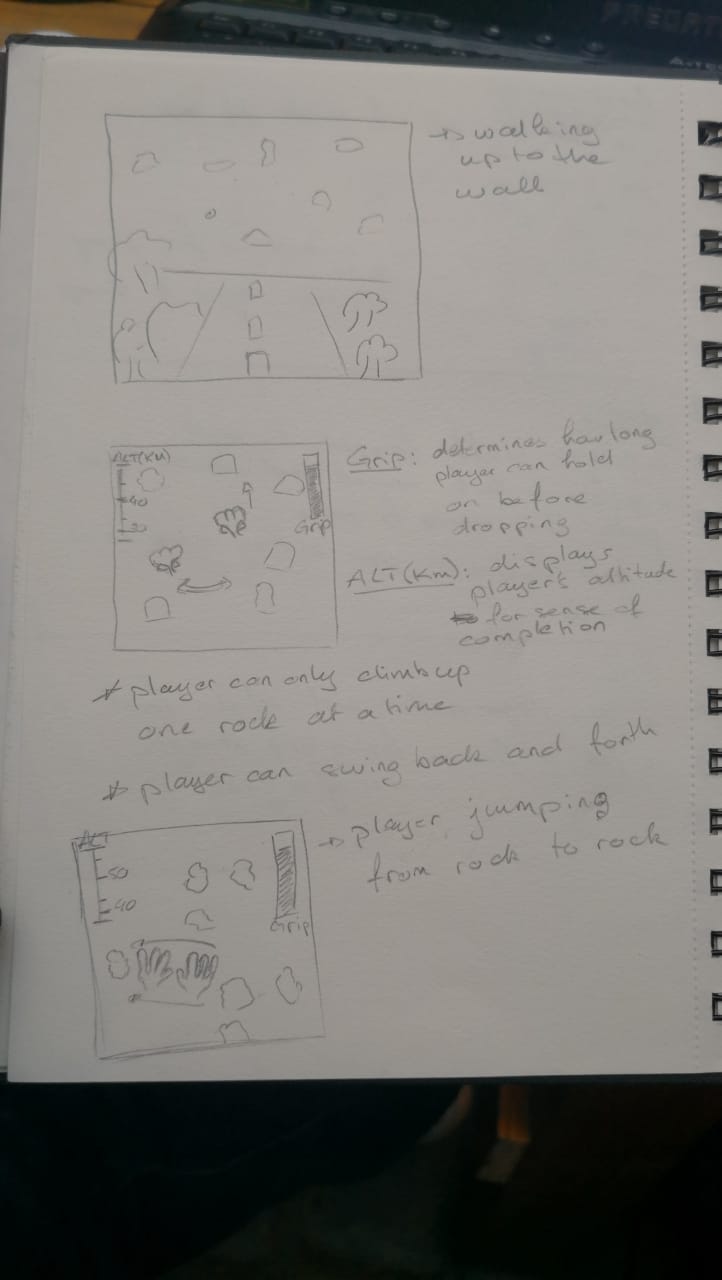 PREDATO
→ walking
up to the
wall
ALT(KM)
40
30
Grip
Grip: determines how long
player can hold
on before
dropping
ALT(KM): displays
player's altitude
for sense of
completion
* player can only climb up
one rock at a time
* player can swing back and forth
ALT
50
40
Grip
→ player jumping
from rock to rock